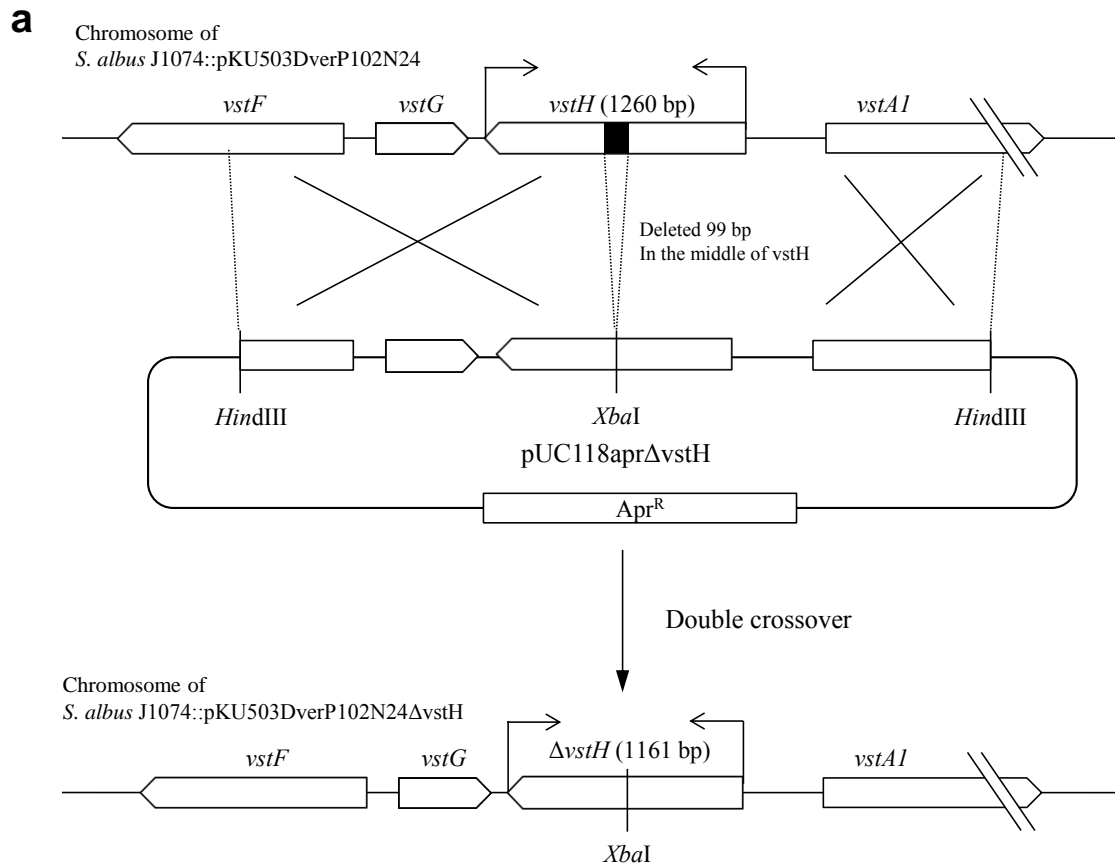 a
Chromosome of
S. albus J1074::pKU503DverP102N24
vstF
vstG
vstH (1260 bp)
vstA1
Deleted 99 bp
In the middle of vstH
HindIII
XbaI
HindIII
pUC118aprΔvstH
Apr^R
Double crossover
Chromosome of
S. albus J1074::pKU503DverP102N24ΔvstH
vstF
vstG
ΔvstH (1161 bp)
vstA1
XbaI